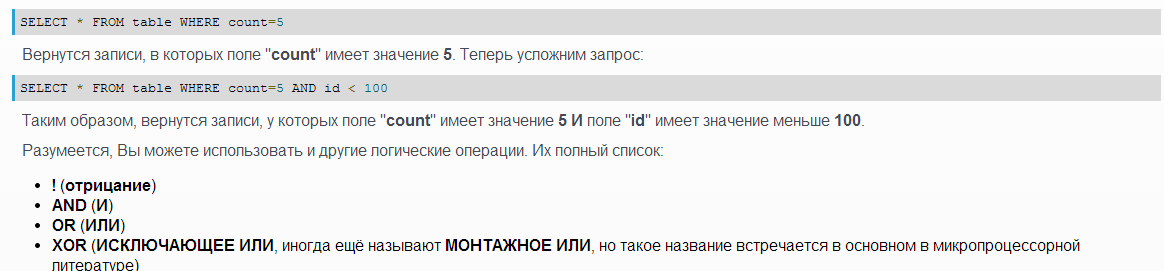 SELECT * FROM table WHERE count=5
Вернутся записи, в которых поле "count" имеет значение 5. Теперь усложним запрос:
SELECT * FROM table WHERE count=5 AND id < 100
Таким образом, вернутся записи, у которых поле "count" имеет значение 5 И поле "id" имеет значение меньше 100.
Разумеется, Вы можете использовать и другие логические операции. Их полный список:
• ! (отрицание)
• AND (И)
• OR (ИЛИ)
• XOR (ИСКЛЮЧАЮЩЕЕ ИЛИ, иногда ещё называют МОНТАЖНОЕ ИЛИ, но такое название встречается в основном в микропроцессорной
литературе)